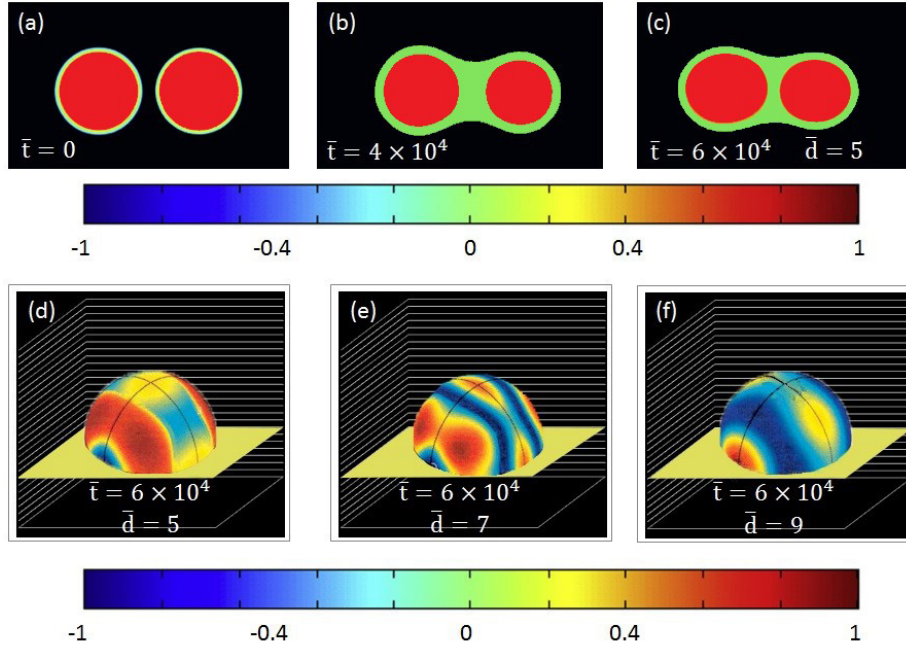 (a) (b) (c)
t̄ = 0 t̄ = 4 × 10⁴ t̄ = 6 × 10⁴ d̄ = 5
-1 -0.4 0 0.4 1
(d) (e) (f)
t̄ = 6 × 10⁴ t̄ = 6 × 10⁴ t̄ = 6 × 10⁴
d̄ = 5 d̄ = 7 d̄ = 9
-1 -0.4 0 0.4 1